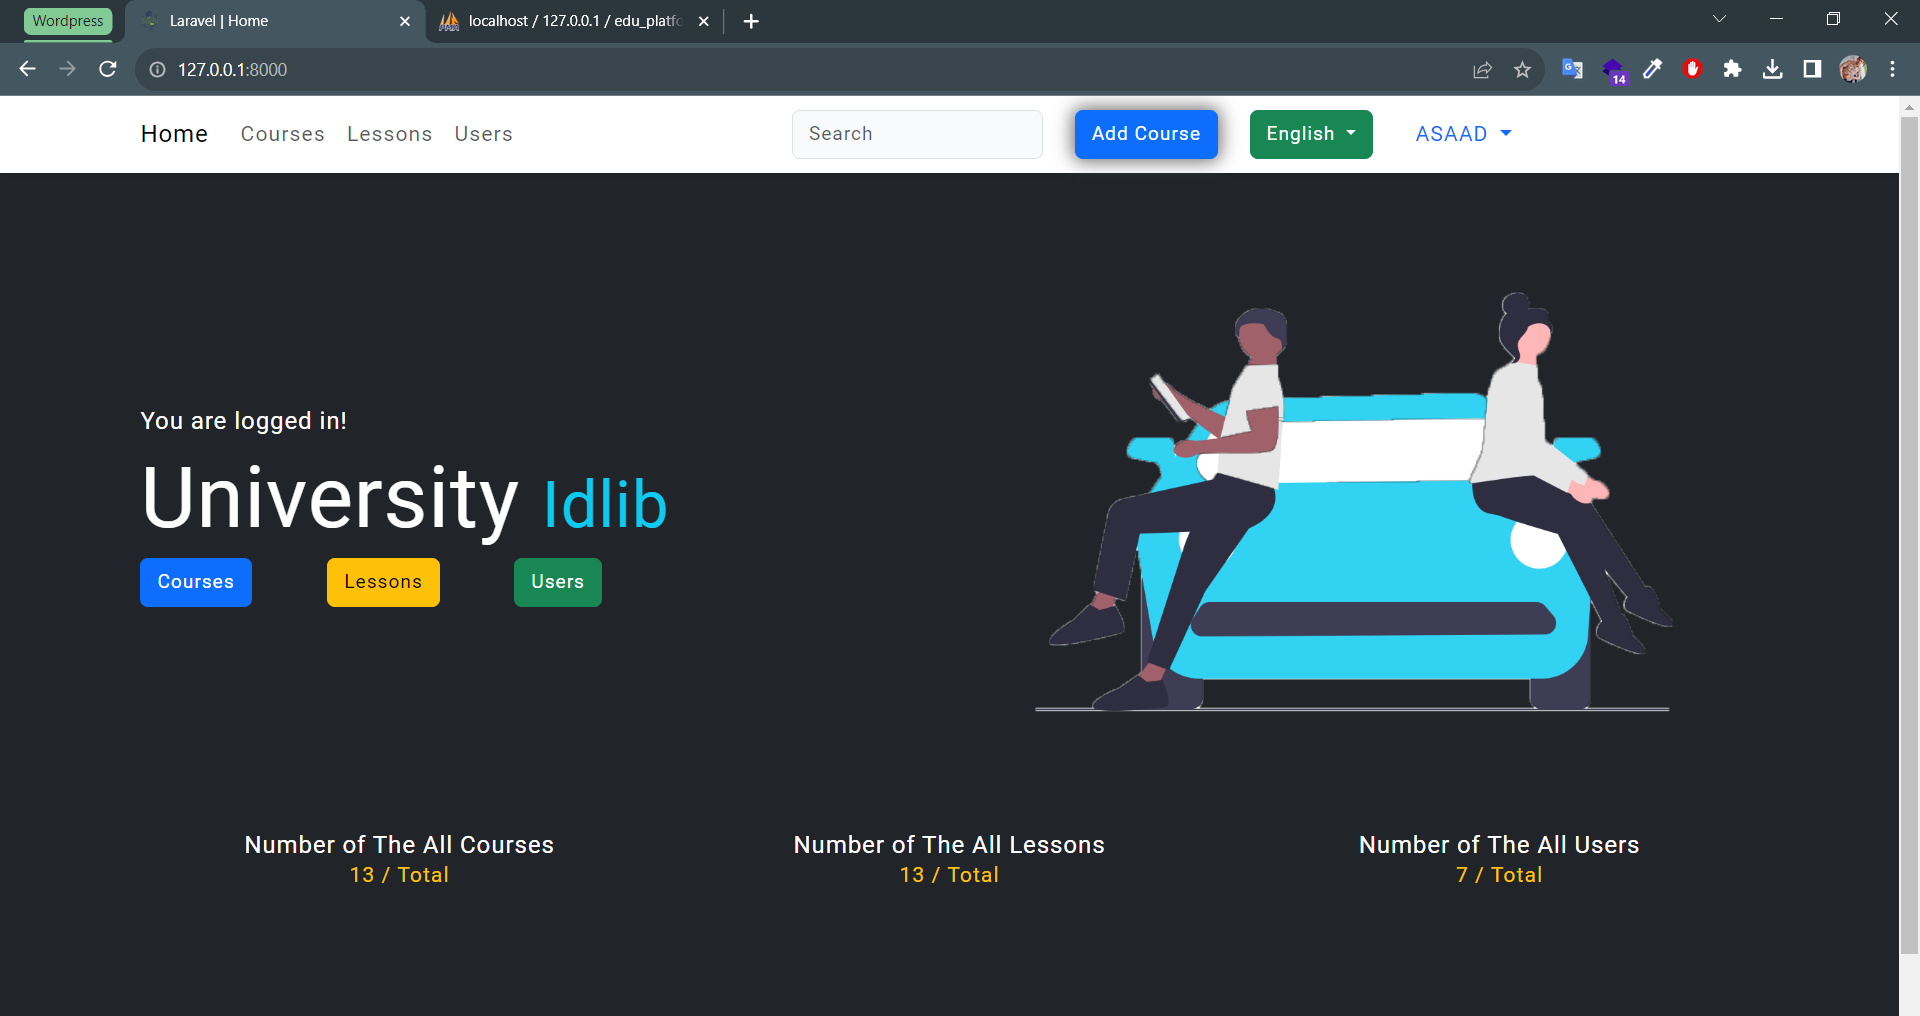 Wordpress
Laravel | Home
localhost / 127.0.0.1 / edu_platfo
127.0.0.1:8000
14
Home Courses Lessons Users Search Add Course English ASAAD
You are logged in!
University Idlib
Courses Lessons Users
Number of The All Courses
13 / Total
Number of The All Lessons
13 / Total
Number of The All Users
7 / Total